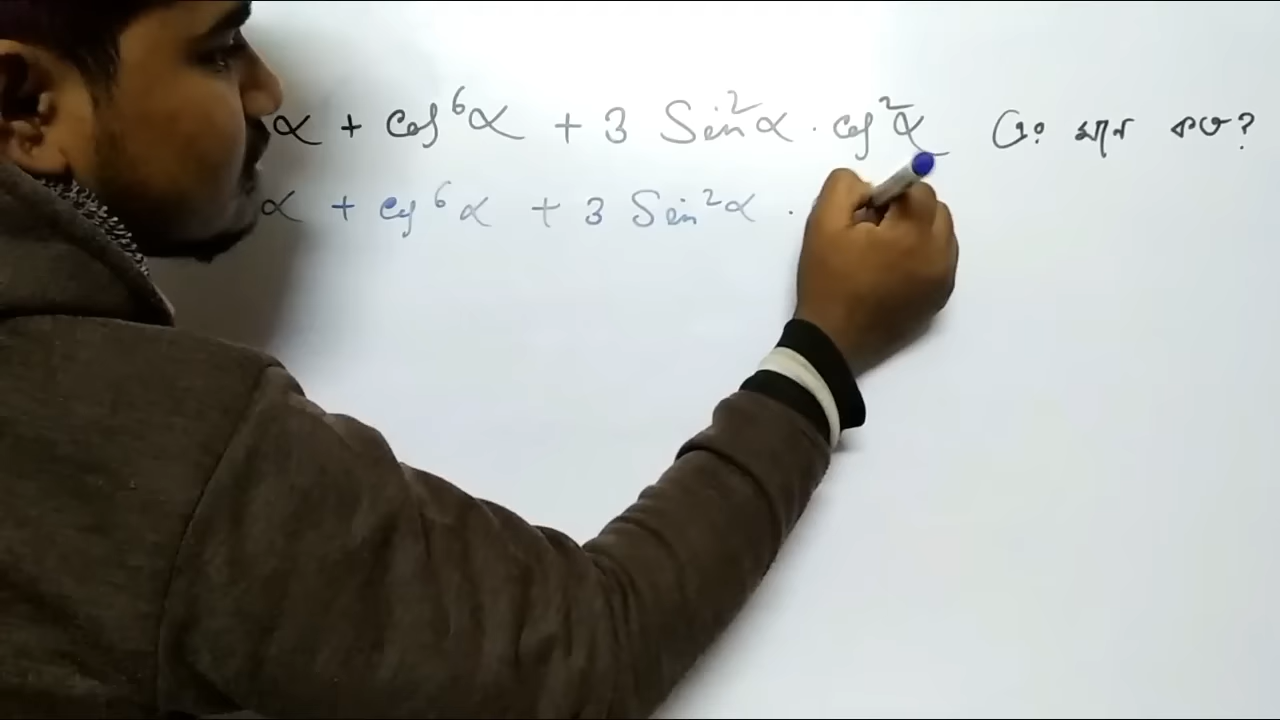 α + cos⁶α + 3 Sin²α · cos²α এর মান কত?
α + cos⁶α + 3 Sin²α ·